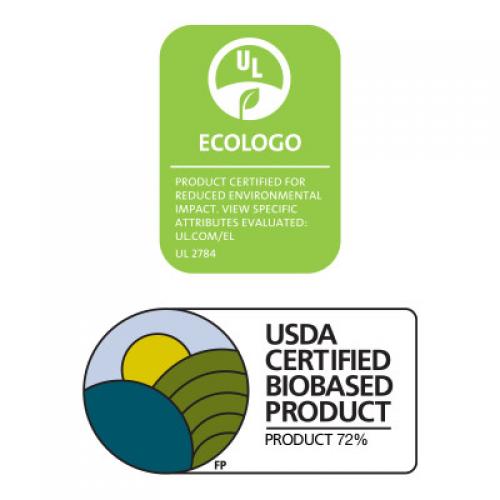 UL
ECOLOGO
PRODUCT CERTIFIED FOR
REDUCED ENVIRONMENTAL
IMPACT. VIEW SPECIFIC
ATTRIBUTES EVALUATED:
UL.COM/EL
UL 2784
USDA
CERTIFIED
BIOBASED
PRODUCT
PRODUCT 72%
FP